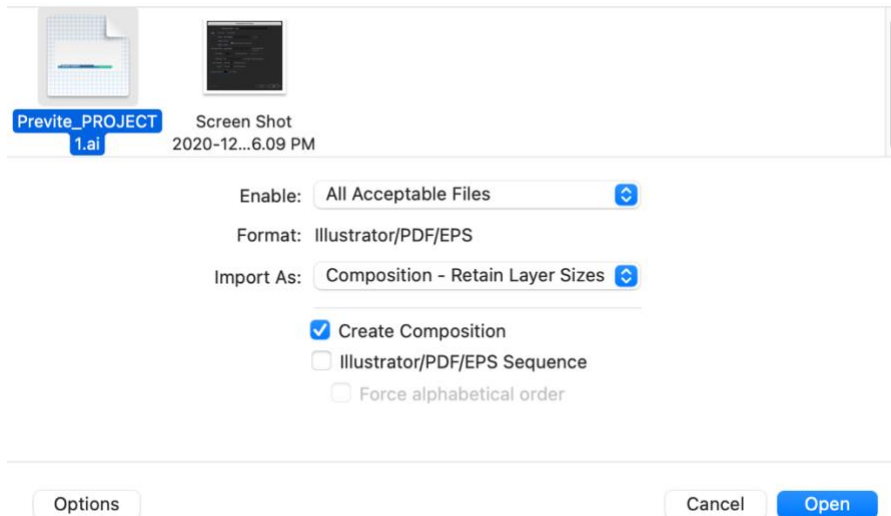 Previte_PROJECT
1.ai
Screen Shot
2020-12...6.09 PM
Enable: All Acceptable Files
Format: Illustrator/PDF/EPS
Import As: Composition - Retain Layer Sizes
Create Composition
Illustrator/PDF/EPS Sequence
Force alphabetical order
Options Cancel Open